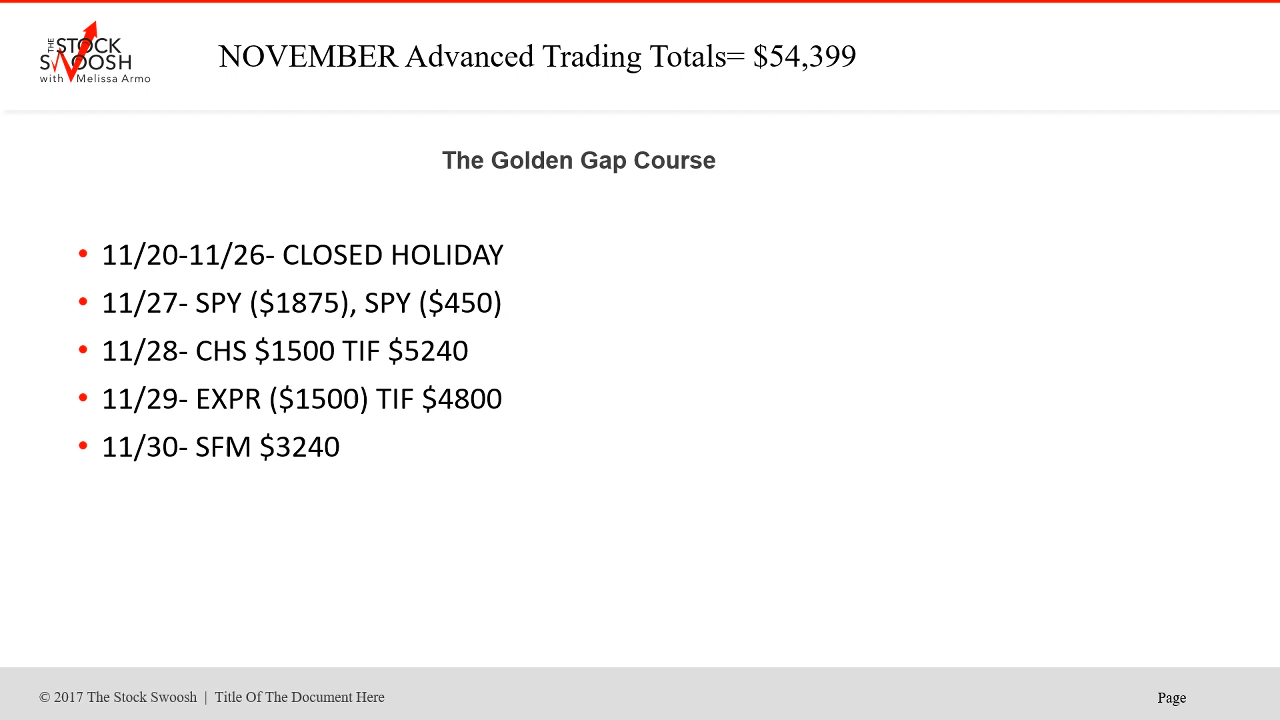 THE STOCK
SWOOSH
with Melissa Armo
NOVEMBER Advanced Trading Totals= $54,399
The Golden Gap Course
• 11/20-11/26- CLOSED HOLIDAY
• 11/27- SPY ($1875), SPY ($450)
• 11/28- CHS $1500 TIF $5240
• 11/29- EXPR ($1500) TIF $4800
• 11/30- SFM $3240
© 2017 The Stock Swoosh | Title Of The Document Here
Page